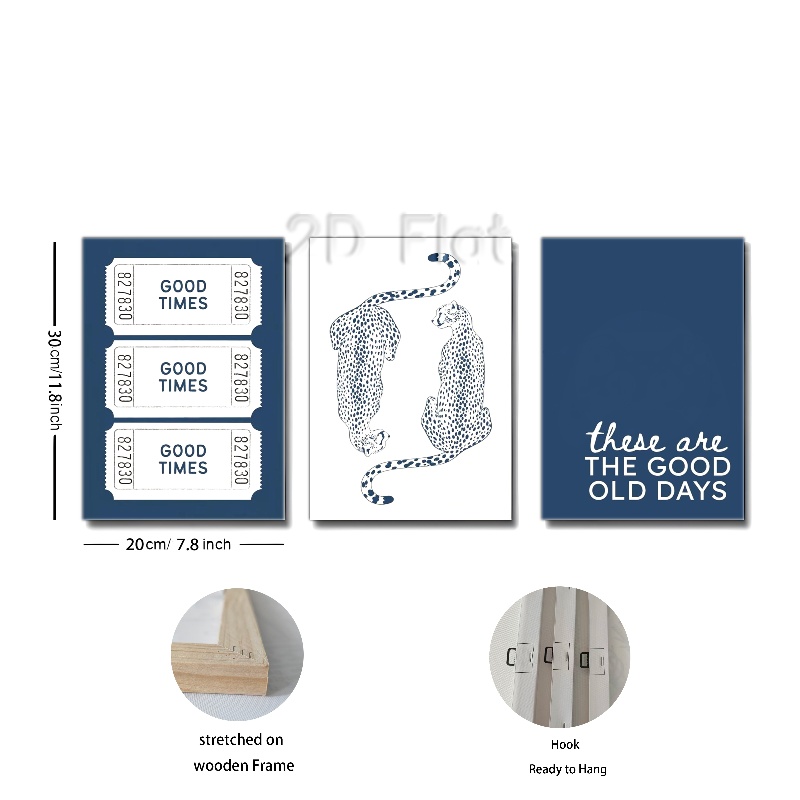 2D Flat
GOOD
TIMES
827830
827830
GOOD
TIMES
827830
827830
GOOD
TIMES
827830
827830
these are
THE GOOD
OLD DAYS
30cm/11.8inch
20cm/ 7.8 inch
stretched on
wooden Frame
Hook
Ready to Hang